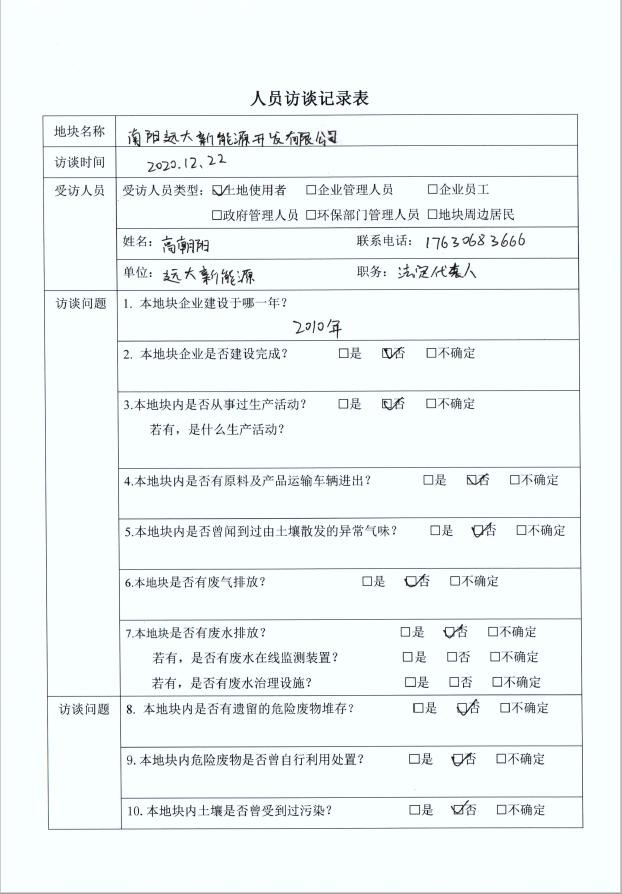 人员访谈记录表
地块名称 南阳远大新能源开发有限公司
访谈时间 2020.12.22
受访人员 受访人员类型：☑土地使用者 □企业管理人员 □企业员工
□政府管理人员 □环保部门管理人员 □地块周边居民
姓名：高朝阳 联系电话：17630683666
单位：远大新能源 职务：法定代表人
访谈问题 1. 本地块企业建设于哪一年？
2010年
2. 本地块企业是否建设完成？ □是 ☑否 □不确定
3.本地块内是否从事过生产活动？ □是 ☑否 □不确定
若有，是什么生产活动？
4.本地块内是否有原料及产品运输车辆进出？ □是 ☑否 □不确定
5.本地块内是否曾闻到过由土壤散发的异常气味？ □是 ☑否 □不确定
6.本地块是否有废气排放？ □是 ☑否 □不确定
7.本地块是否有废水排放？ □是 ☑否 □不确定
若有，是否有废水在线监测装置？ □是 □否 □不确定
若有，是否有废水治理设施？ □是 □否 □不确定
访谈问题 8. 本地块内是否有遗留的危险废物堆存？ □是 ☑否 □不确定
9.本地块内危险废物是否曾自行利用处置？ □是 ☑否 □不确定
10.本地块内土壤是否曾受到过污染？ □是 ☑否 □不确定